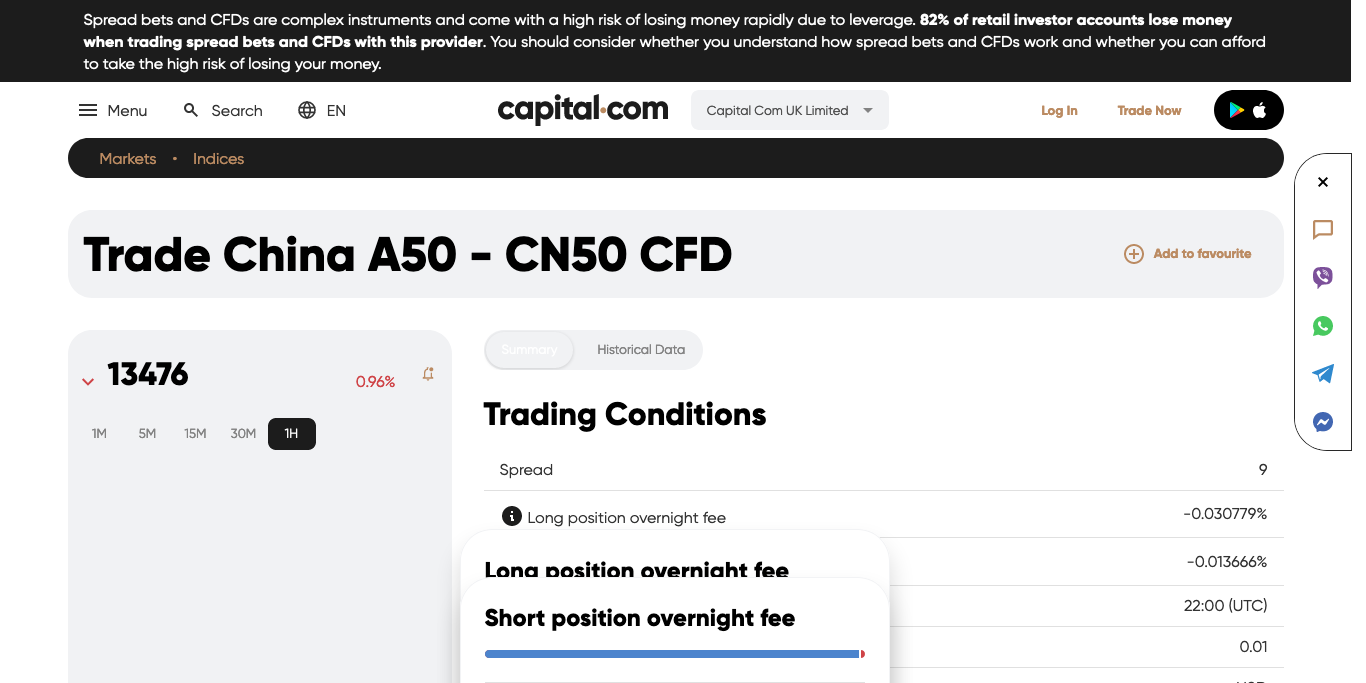 Spread bets and CFDs are complex instruments and come with a high risk of losing money rapidly due to leverage. 82% of retail investor accounts lose money
when trading spread bets and CFDs with this provider. You should consider whether you understand how spread bets and CFDs work and whether you can afford
to take the high risk of losing your money.
Menu Search EN capital.com Capital Com UK Limited Log In Trade Now
Markets • Indices
Trade China A50 - CN50 CFD Add to favourite
13476 0.96%
1M 5M 15M 30M 1H
Summary Historical Data
Trading Conditions
Spread 9
Long position overnight fee -0.030779%
Long position overnight fee
-0.013666%
Short position overnight fee
22:00 (UTC)
0.01